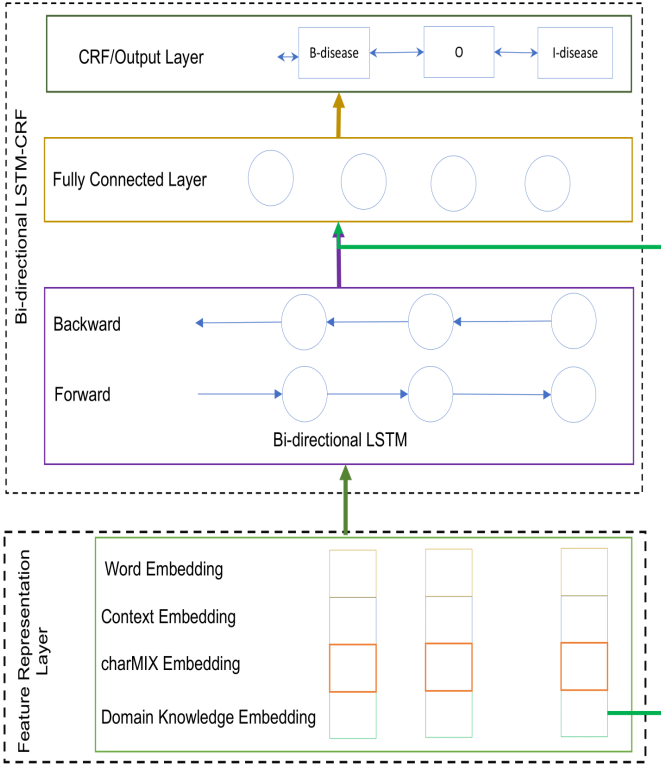 Bi-directional LSTM-CRF
CRF/Output Layer
B-disease
O
I-disease
Fully Connected Layer
Backward
Forward
Bi-directional LSTM
Feature Representation
Layer
Word Embedding
Context Embedding
charMIX Embedding
Domain Knowledge Embedding